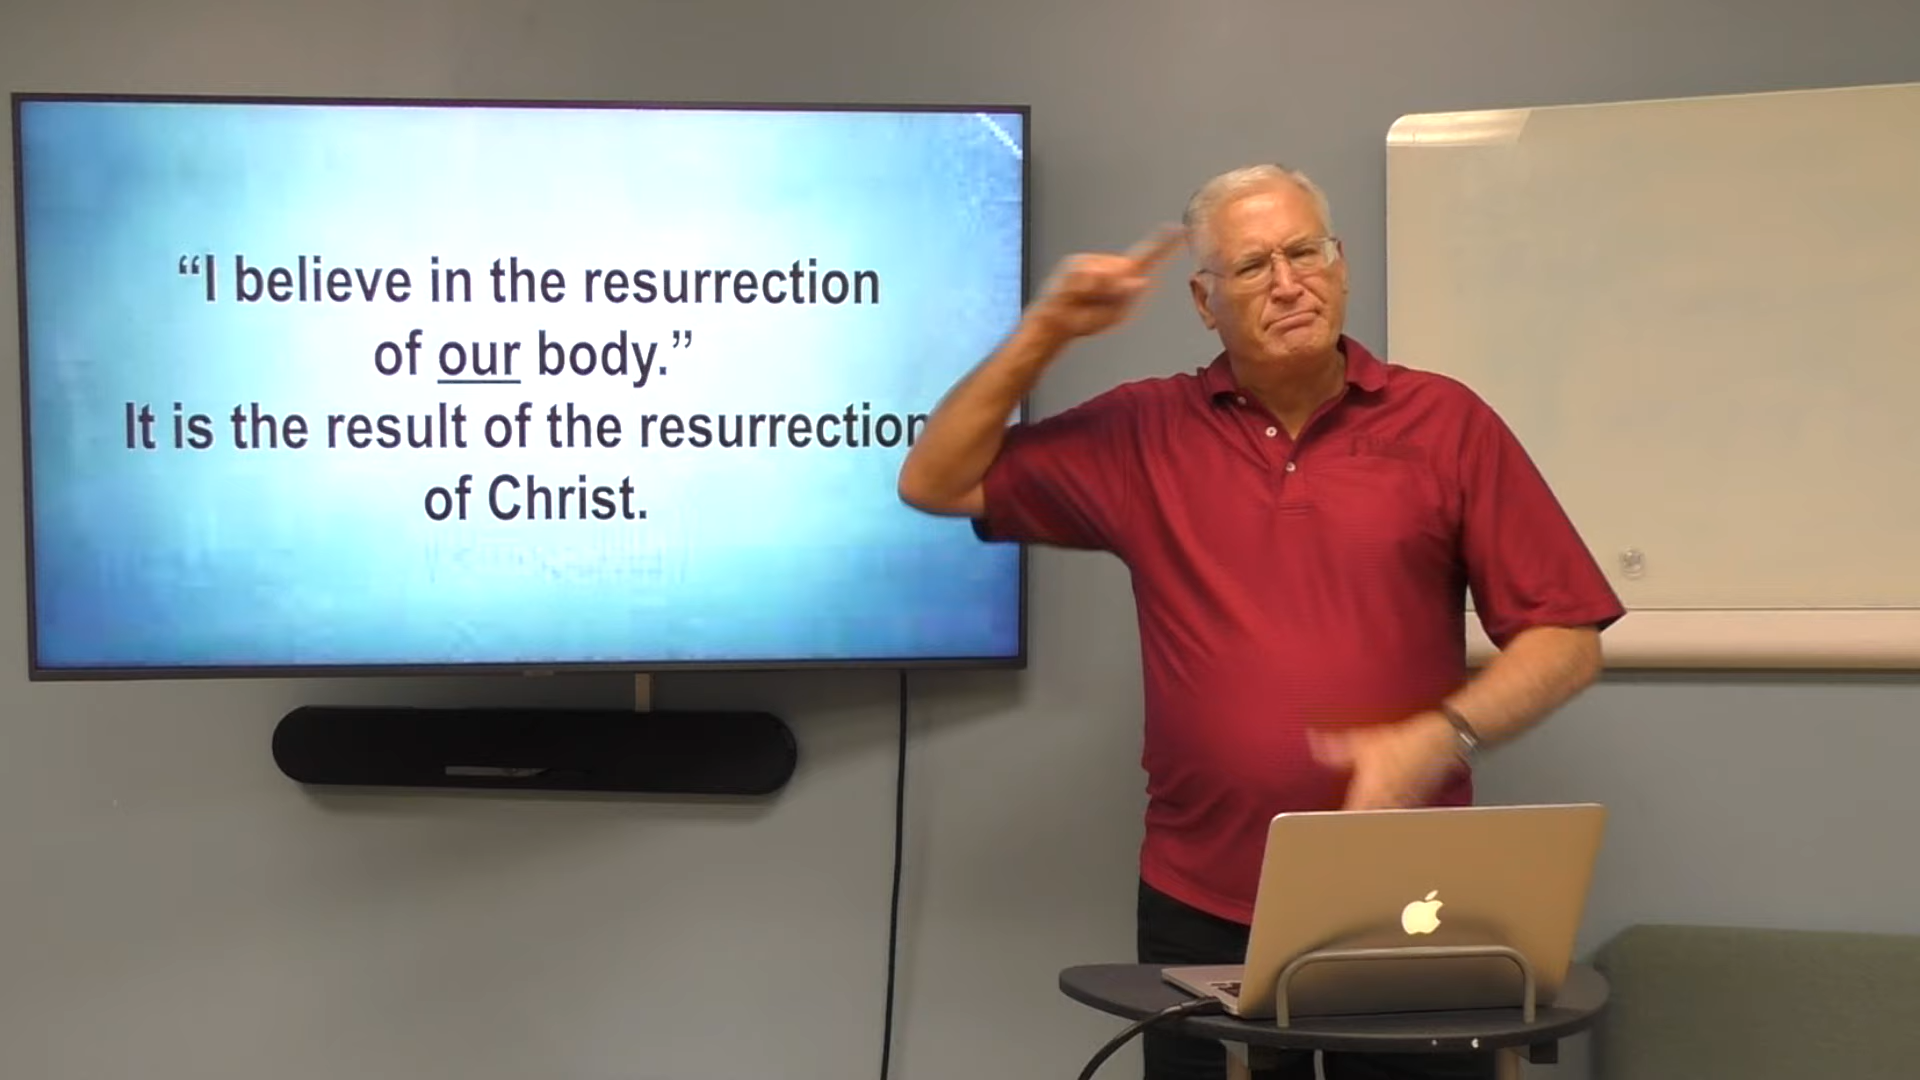 “I believe in the resurrection
of our body.”
It is the result of the resurrection
of Christ.